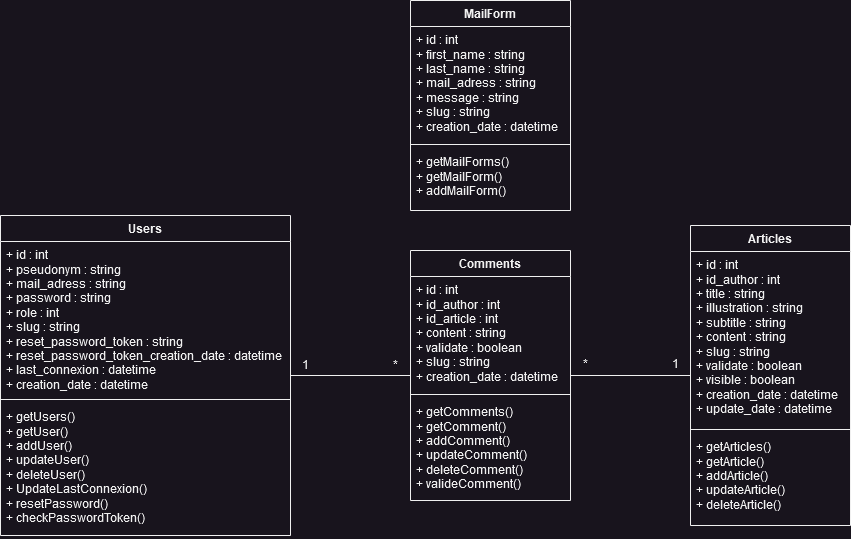 MailForm
+ id : int
+ first_name : string
+ last_name : string
+ mail_adress : string
+ message : string
+ slug : string
+ creation_date : datetime
+ getMailForms()
+ getMailForm()
+ addMailForm()
Users
+ id : int
+ pseudonym : string
+ mail_adress : string
+ password : string
+ role : int
+ slug : string
+ reset_password_token : string
+ reset_password_token_creation_date : datetime
+ last_connexion : datetime
+ creation_date : datetime
+ getUsers()
+ getUser()
+ addUser()
+ updateUser()
+ deleteUser()
+ UpdateLastConnexion()
+ resetPassword()
+ checkPasswordToken()
1
*
Comments
+ id : int
+ id_author : int
+ id_article : int
+ content : string
+ validate : boolean
+ slug : string
+ creation_date : datetime
+ getComments()
+ getComment()
+ addComment()
+ updateComment()
+ deleteComment()
+ valideComment()
*
1
Articles
+ id : int
+ id_author : int
+ title : string
+ illustration : string
+ subtitle : string
+ content : string
+ slug : string
+ validate : boolean
+ visible : boolean
+ creation_date : datetime
+ update_date : datetime
+ getArticles()
+ getArticle()
+ addArticle()
+ updateArticle()
+ deleteArticle()